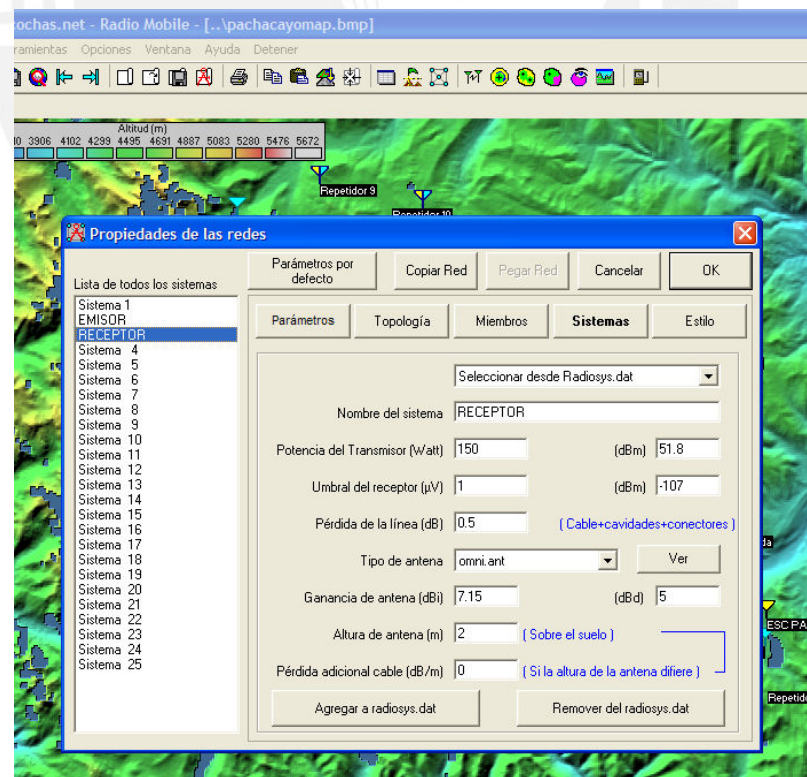 ochas.net - Radio Mobile - [..\pachacayomap.bmp]
ramientas Opciones Ventana Ayuda Detener
Altitud (m)
3906 4102 4299 4495 4691 4887 5083 5280 5476 5672
Repetidor 9
Repetidor 10
Propiedades de las redes
Parámetros por defecto
Copiar Red
Pegar Red
Cancelar
OK
Lista de todos los sistemas
Parámetros
Topología
Miembros
Sistemas
Estilo
Sistema 1
EMISOR
RECEPTOR
Sistema 4
Sistema 5
Sistema 6
Sistema 7
Sistema 8
Sistema 9
Sistema 10
Sistema 11
Sistema 12
Sistema 13
Sistema 14
Sistema 15
Sistema 16
Sistema 17
Sistema 18
Sistema 19
Sistema 20
Sistema 21
Sistema 22
Sistema 23
Sistema 24
Sistema 25
Seleccionar desde Radiosys.dat
Nombre del sistema RECEPTOR
Potencia del Transmisor (Watt) 150 (dBm) 51.8
Umbral del receptor (µV) 1 (dBm) -107
Pérdida de la línea (dB) 0.5 ( Cable+cavidades+conectores )
Tipo de antena omni.ant Ver
Ganancia de antena (dBi) 7.15 (dBd) 5
Altura de antena (m) 2 ( Sobre el suelo )
Pérdida adicional cable (dB/m) 0 ( Si la altura de la antena difiere )
Agregar a radiosys.dat
Remover del radiosys.dat
da
ESC PA
Repetido